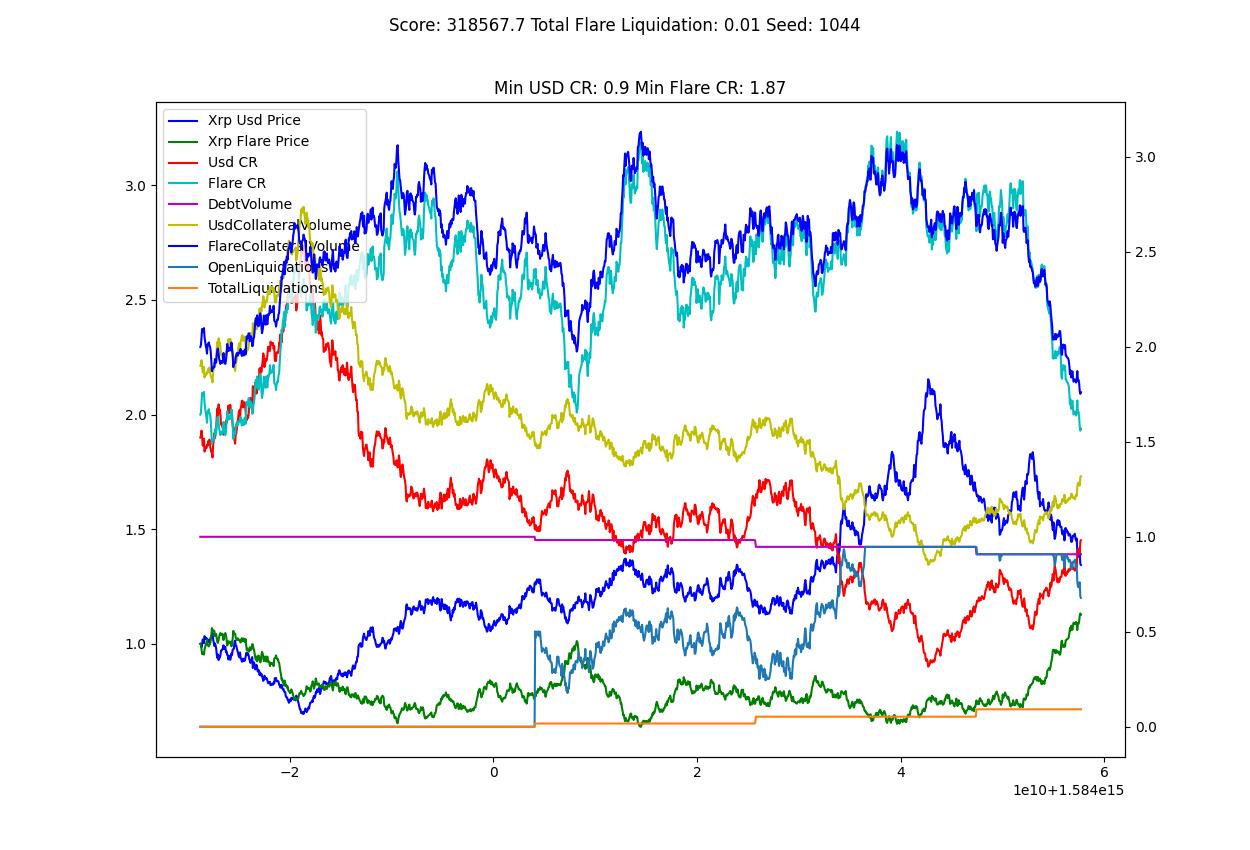 Score: 318567.7 Total Flare Liquidation: 0.01 Seed: 1044
Min USD CR: 0.9 Min Flare CR: 1.87
Xrp Usd Price
Xrp Flare Price
Usd CR
Flare CR
DebtVolume
UsdCollateralVolume
FlareCollateralVolume
OpenLiquidations
TotalLiquidations
3.0
2.5
2.0
1.5
1.0
3.0
2.5
2.0
1.5
1.0
0.5
0.0
−2 0 2 4 6
1e10+1.584e15